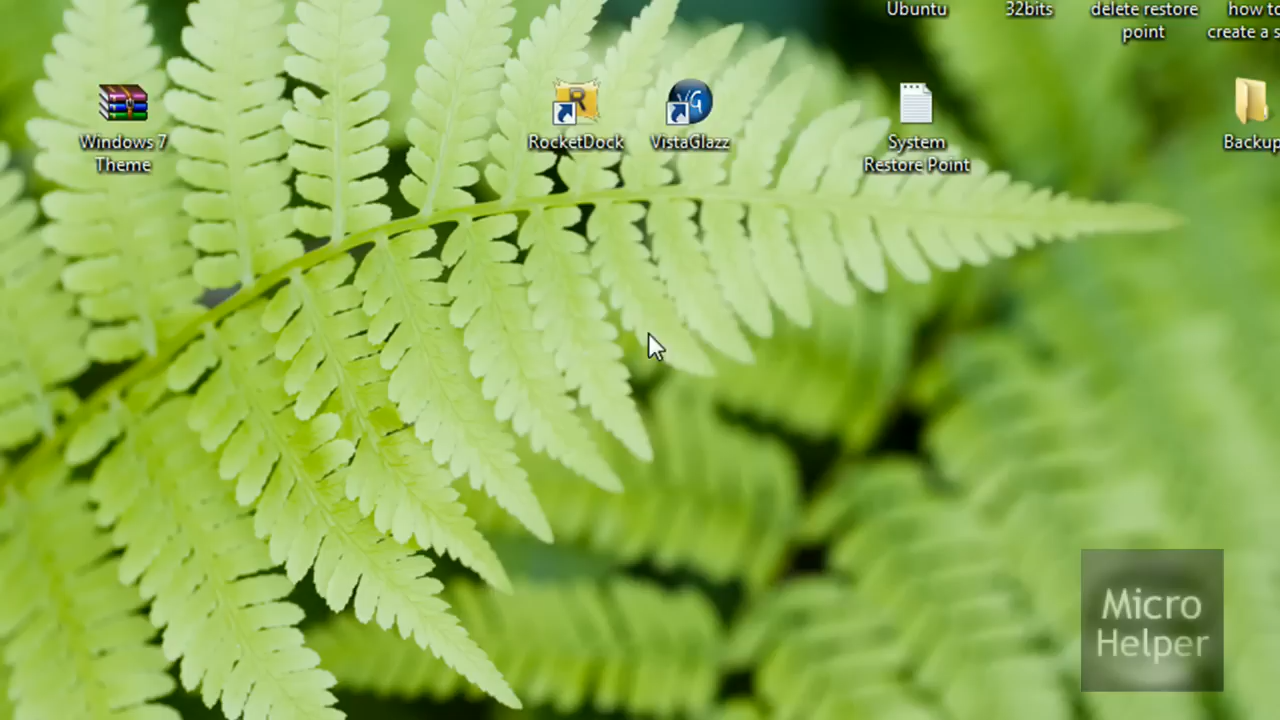 Ubuntu
32bits
delete restore
point
how to
create a s
Windows 7
Theme
RocketDock
VistaGlazz
System
Restore Point
Backup
Micro
Helper